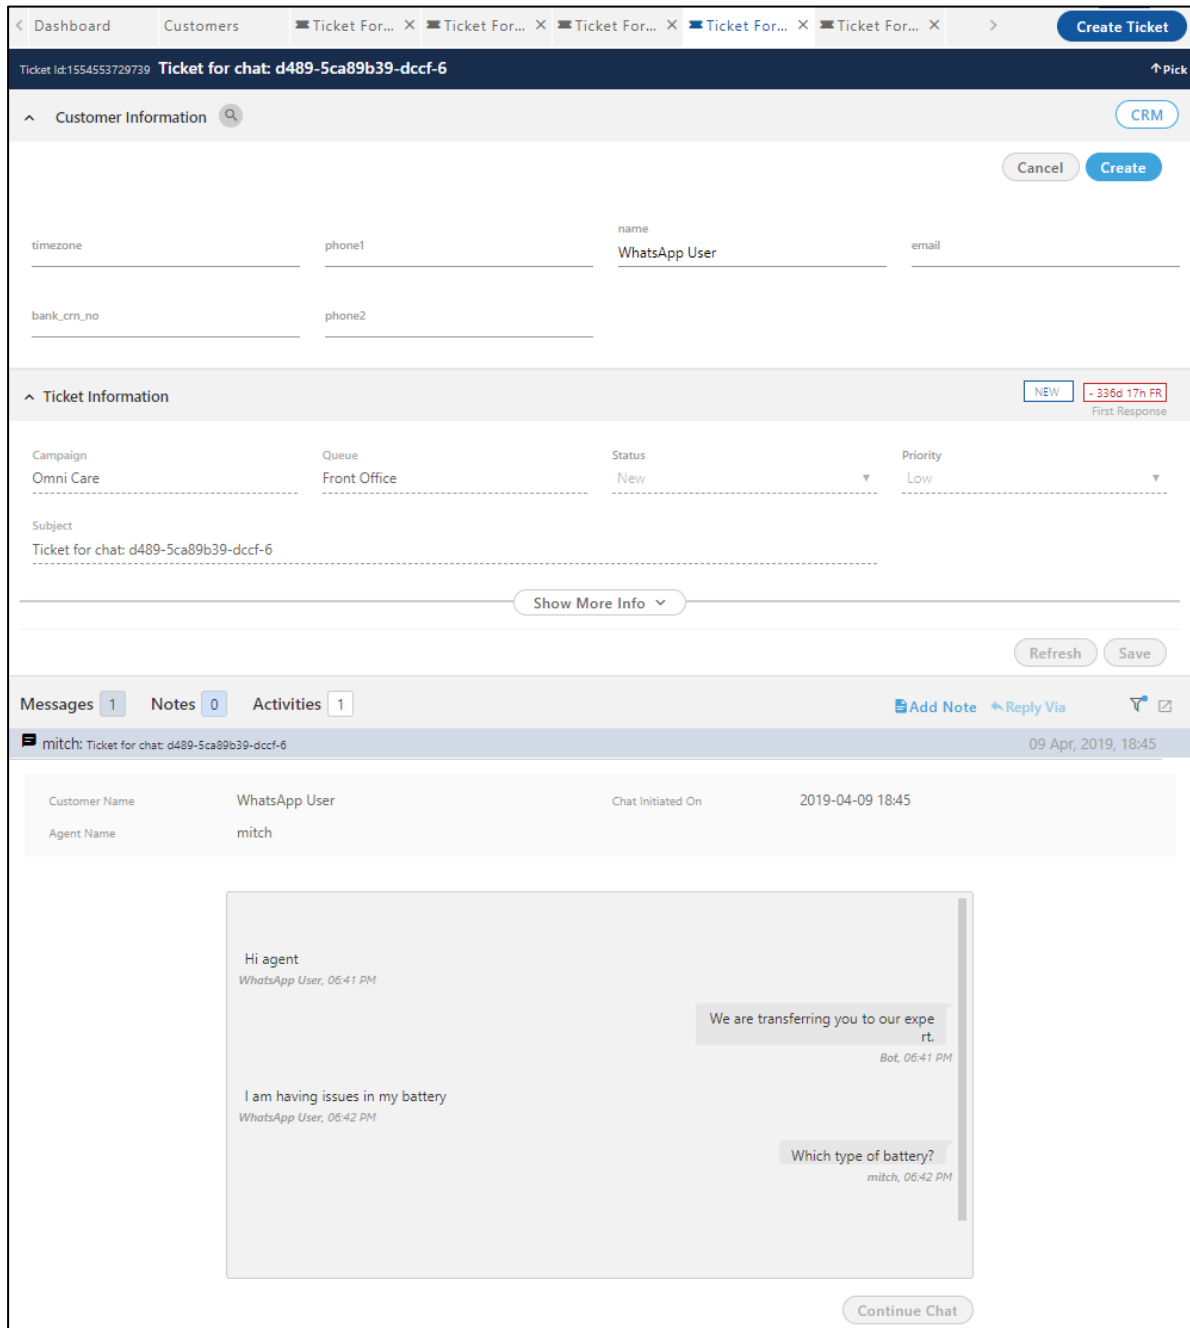 Dashboard Customers Ticket For... Ticket For... Ticket For... Ticket For... Ticket For... Create Ticket
Ticket Id:1554553729739 Ticket for chat: d489-5ca89b39-dccf-6 Pick
Customer Information CRM
Cancel Create
name
timezone phone1 WhatsApp User email
bank_crn_no phone2
Ticket Information NEW - 336d 17h FR
First Response
Campaign Queue Status Priority
Omni Care Front Office New Low
Subject
Ticket for chat: d489-5ca89b39-dccf-6
Show More Info
Refresh Save
Messages 1 Notes 0 Activities 1 Add Note Reply Via
mitch: Ticket for chat: d489-5ca89b39-dccf-6 09 Apr, 2019, 18:45
Customer Name WhatsApp User Chat Initiated On 2019-04-09 18:45
Agent Name mitch
Hi agent
WhatsApp User, 06:41 PM
We are transferring you to our expe
rt.
Bot, 06:41 PM
I am having issues in my battery
WhatsApp User, 06:42 PM
Which type of battery?
mitch, 06:42 PM
Continue Chat